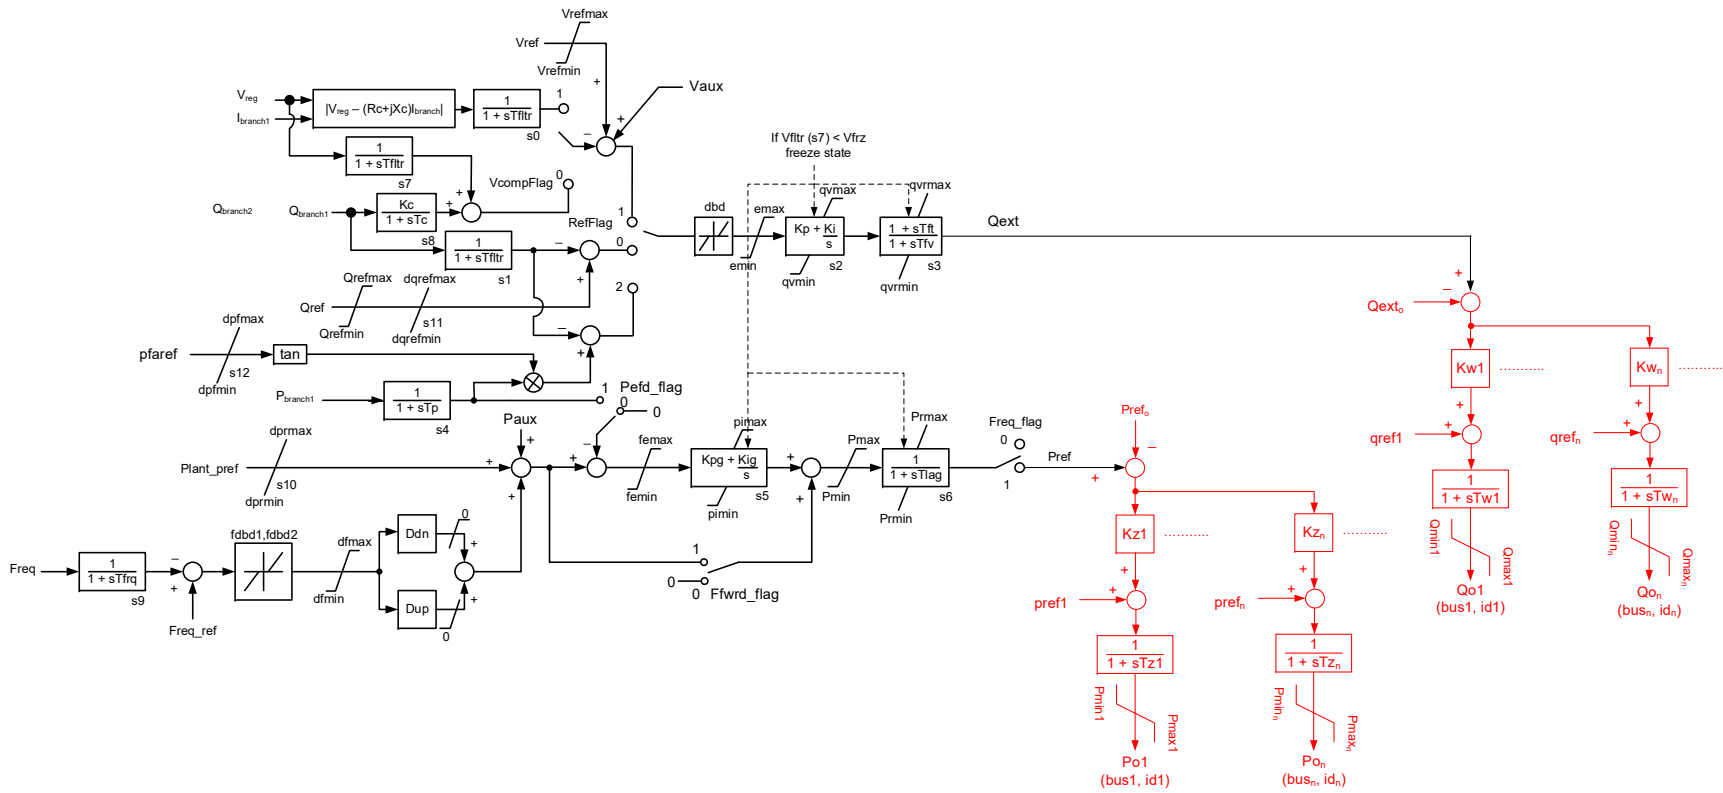 Vrefmax
Vref
Vrefmin
+
Vaux
Vreg
Ibranch1
|Vreg – (Rc+jXc)Ibranch|
1
1 + sTfltr
s0
1
–
+
If Vfltr (s7) < Vfrz
freeze state
1
1 + sTfltr
s7
+
VcompFlag
0
Qbranch2
Qbranch1
Kc
1 + sTc
s8
+
RefFlag
1
0
2
dbd
emax
emin
qvmax
Kp + Ki
s
s2
qvmin
qvrmax
1 + sTft
1 + sTfv
s3
qvrmin
Qext
1
1 + sTfltr
s1
–
+
Qrefmax
Qref
Qrefmin
dqrefmax
s11
dqrefmin
–
+
dpfmax
pfaref
s12
dpfmin
tan
Pbranch1
1
1 + sTp
s4
1
Pefd_flag
0
0
Paux
+
dprmax
Plant_pref
s10
dprmin
+
+
–
+
femax
femin
pimax
Kpg + Kig
s
s5
pimin
+
+
Pmax
Pmin
Prmax
1
1 + sTlag
s6
Prmin
Freq_flag
0
1
Pref
1
0
0
Ffwrd_flag
Freq
1
1 + sTfrq
s9
–
+
Freq_ref
fdbd1,fdbd2
dfmax
dfmin
Ddn
0
+
Dup
0
+
Prefo
–
+
Kz1
............
Kzn
............
+
+
pref1
+
prefn
+
1
1 + sTz1
1
1 + sTzn
Pmin1
Pmax1
Pminn
Pmaxn
Po1
(bus1, id1)
Pon
(busn, idn)
+
–
Qexto
Kw1
............
Kwn
............
+
+
qref1
+
qrefn
+
1
1 + sTw1
1
1 + sTwn
Qmin1
Qmax1
Qminn
Qmaxn
Qo1
(bus1, id1)
Qon
(busn, idn)